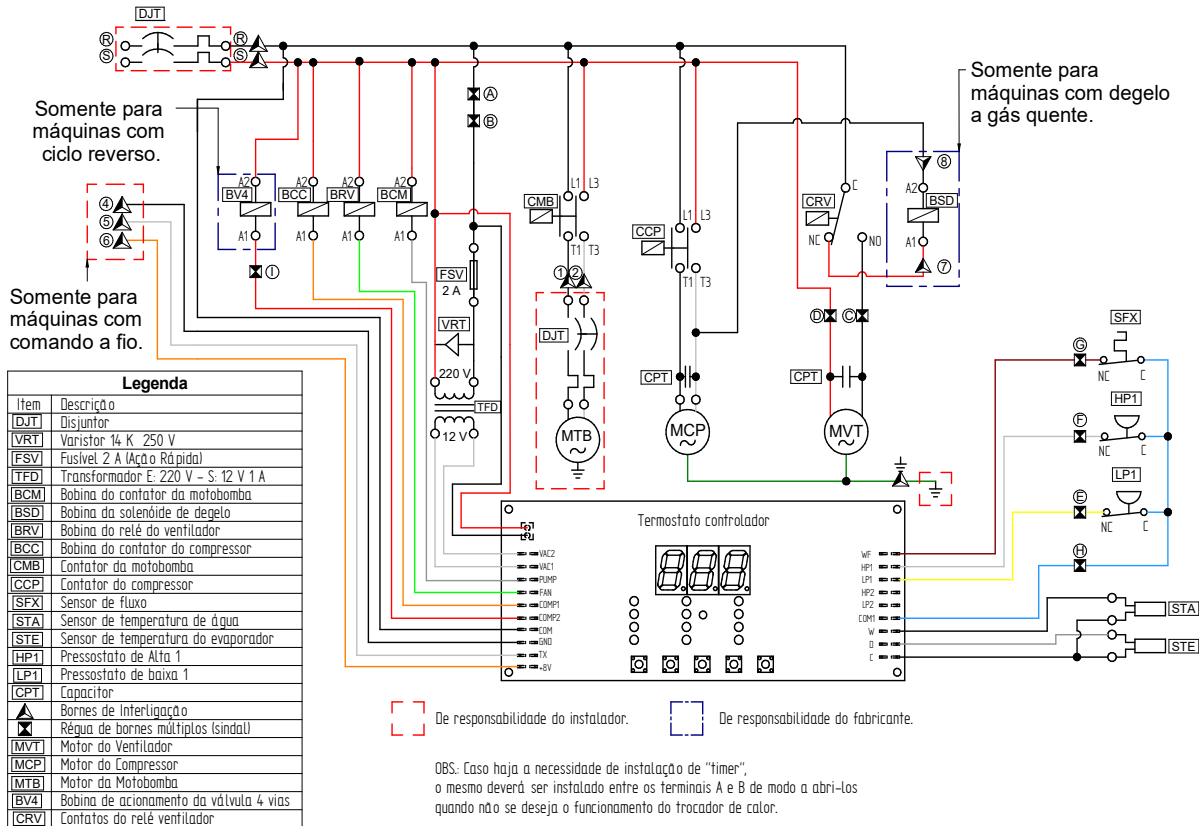 DJT
R
S
R
S
Somente para
máquinas com
ciclo reverso.
A
B
Somente para
máquinas com degelo
a gás quente.
4
5
6
A2
BV4
A1
I
A2
BCC
A1
A2
BRV
A1
A2
BCM
A1
FSV
2 A
VRT
220 V
TFD
12 V
L1
L3
CMB
T1
T3
1
2
DJT
MTB
L1
L3
CCP
T1
T3
CPT
MCP
C
CRV
NC
NO
D
C
CPT
MVT
8
A2
BSD
A1
7
Somente para
máquinas com
comando a fio.
SFX
G
NC
C
HP1
F
NC
C
LP1
E
NC
C
H
STA
STE
Termostato controlador
VAC2
VAC1
PUMP
FAN
COMP1
COMP2
COM
GND
TX
+8V
888
WF
HP1
LP1
HP2
LP2
COM1
W
D
C
Legenda
Item Descrição
DJT Disjuntor
VRT Varistor 14 K 250 V
FSV Fusível 2 A (Ação Rápida)
TFD Transformador E: 220 V – S: 12 V 1 A
BCM Bobina do contator da motobomba
BSD Bobina da solenóide de degelo
BRV Bobina do relé do ventilador
BCC Bobina do contator do compressor
CMB Contator da motobomba
CCP Contator do compressor
SFX Sensor de fluxo
STA Sensor de temperatura de água
STE Sensor de temperatura do evaporador
HP1 Pressostato de Alta 1
LP1 Pressostato de baixa 1
CPT Capacitor
Bornes de Interligação
Régua de bornes múltiplos (sindal)
MVT Motor do Ventilador
MCP Motor do Compressor
MTB Motor da Motobomba
BV4 Bobina de acionamento da válvula 4 vias
CRV Contatos do relé ventilador
De responsabilidade do instalador.
De responsabilidade do fabricante.
OBS.: Caso haja a necessidade de instalação de "timer",
o mesmo deverá ser instalado entre os terminais A e B de modo a abri-los
quando não se deseja o funcionamento do trocador de calor.